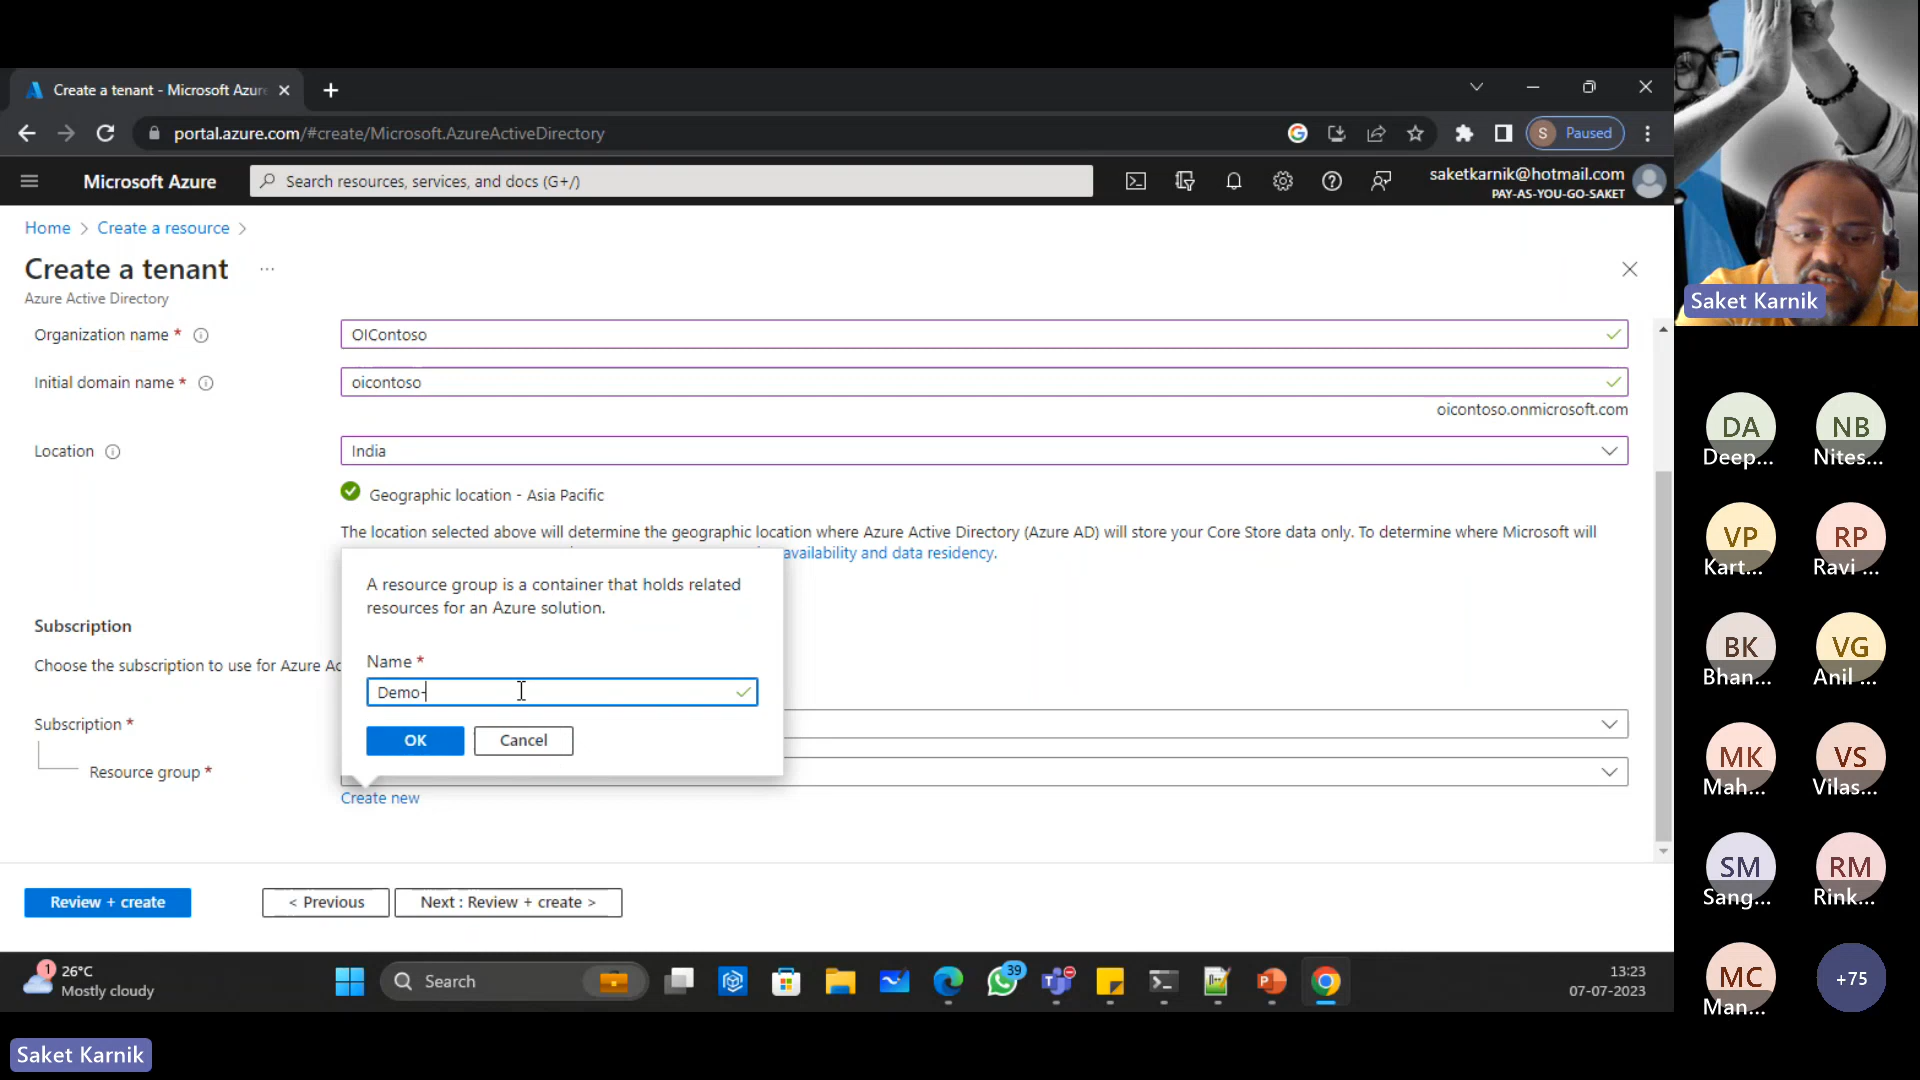 Create a tenant - Microsoft Azur
portal.azure.com/#create/Microsoft.AzureActiveDirectory
S Paused
Microsoft Azure
Search resources, services, and docs (G+/)
saketkarnik@hotmail.com
PAY-AS-YOU-GO-SAKET
Home > Create a resource >
Create a tenant ...
Azure Active Directory
Organization name *
OIContoso
Initial domain name *
oicontoso
oicontoso.onmicrosoft.com
Location
India
Geographic location - Asia Pacific
The location selected above will determine the geographic location where Azure Active Directory (Azure AD) will store your Core Store data only. To determine where Microsoft will
availability and data residency.
A resource group is a container that holds related
resources for an Azure solution.
Name *
Demo-
OK
Cancel
Subscription
Choose the subscription to use for Azure Ac
Subscription *
Resource group *
Create new
Review + create
< Previous
Next : Review + create >
1
26°C
Mostly cloudy
Search
39
13:23
07-07-2023
Saket Karnik
Saket Karnik
DA
Deep...
NB
Nites...
VP
Kart...
RP
Ravi ...
BK
Bhan...
VG
Anil ...
MK
Mah...
VS
Vilas...
SM
Sang...
RM
Rink...
MC
Man...
+75